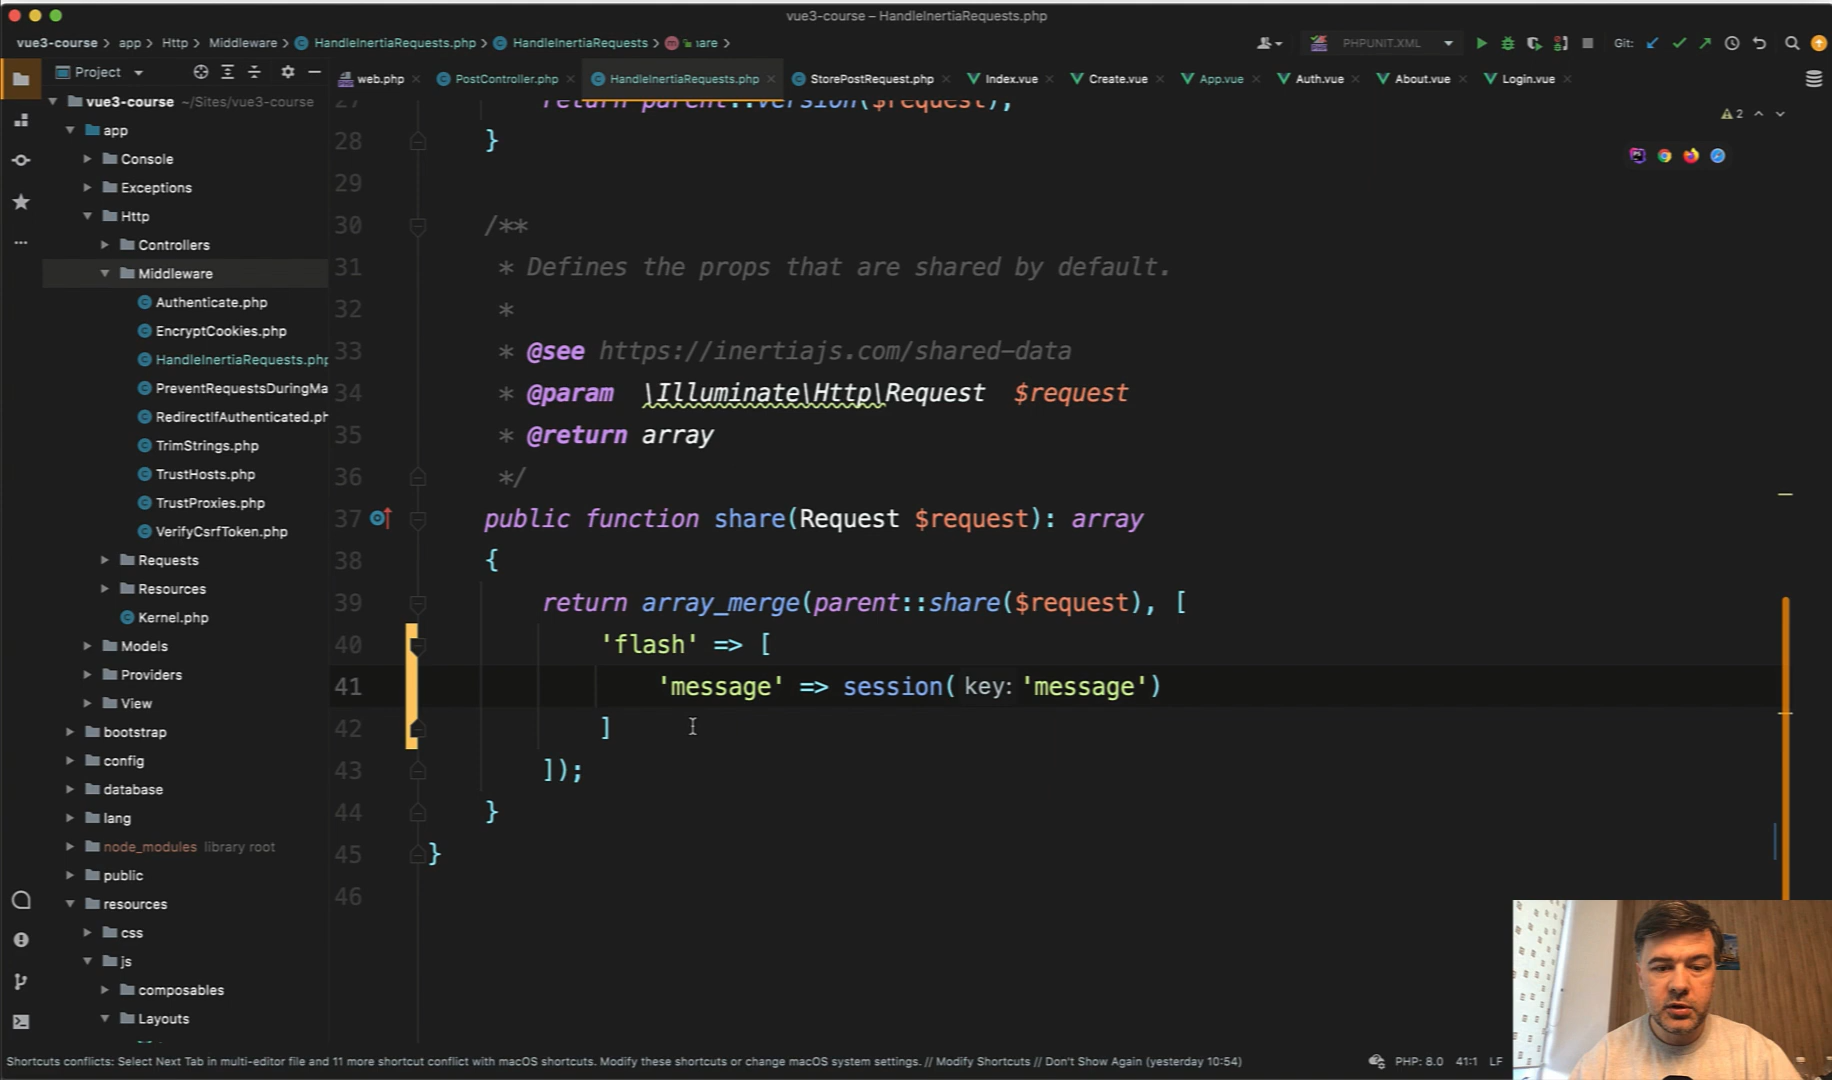 vue3-course – HandleInertiaRequests.php
vue3-course app Http Middleware HandleInertiaRequests.php HandleInertiaRequests
PHPUNIT.XML Git:
Project
web.php PostController.php HandleInertiaRequests.php StorePostRequest.php Index.vue Create.vue App.vue Auth.vue About.vue Login.vue
vue3-course ~/Sites/vue3-course
app
Console
Exceptions
Http
Controllers
Middleware
Authenticate.php
EncryptCookies.php
HandleInertiaRequests.php
PreventRequestsDuringMa
RedirectIfAuthenticated.ph
TrimStrings.php
TrustHosts.php
TrustProxies.php
VerifyCsrfToken.php
Requests
Resources
Kernel.php
Models
Providers
View
bootstrap
config
database
lang
node_modules library root
public
resources
css
js
composables
Layouts
2
27 return parent::version($request);
28 }
29
30 /**
31 * Defines the props that are shared by default.
32 *
33 * @see https://inertiajs.com/shared-data
34 * @param \Illuminate\Http\Request $request
35 * @return array
36 */
37 public function share(Request $request): array
38 {
39 return array_merge(parent::share($request), [
40 'flash' => [
41 'message' => session( key: 'message')
42 ]
43 ]);
44 }
45 }
46
Shortcuts conflicts: Select Next Tab in multi-editor file and 11 more shortcut conflict with macOS shortcuts. Modify these shortcuts or change macOS system settings. // Modify Shortcuts // Don't Show Again (yesterday 10:54) PHP: 8.0 41:1 LF